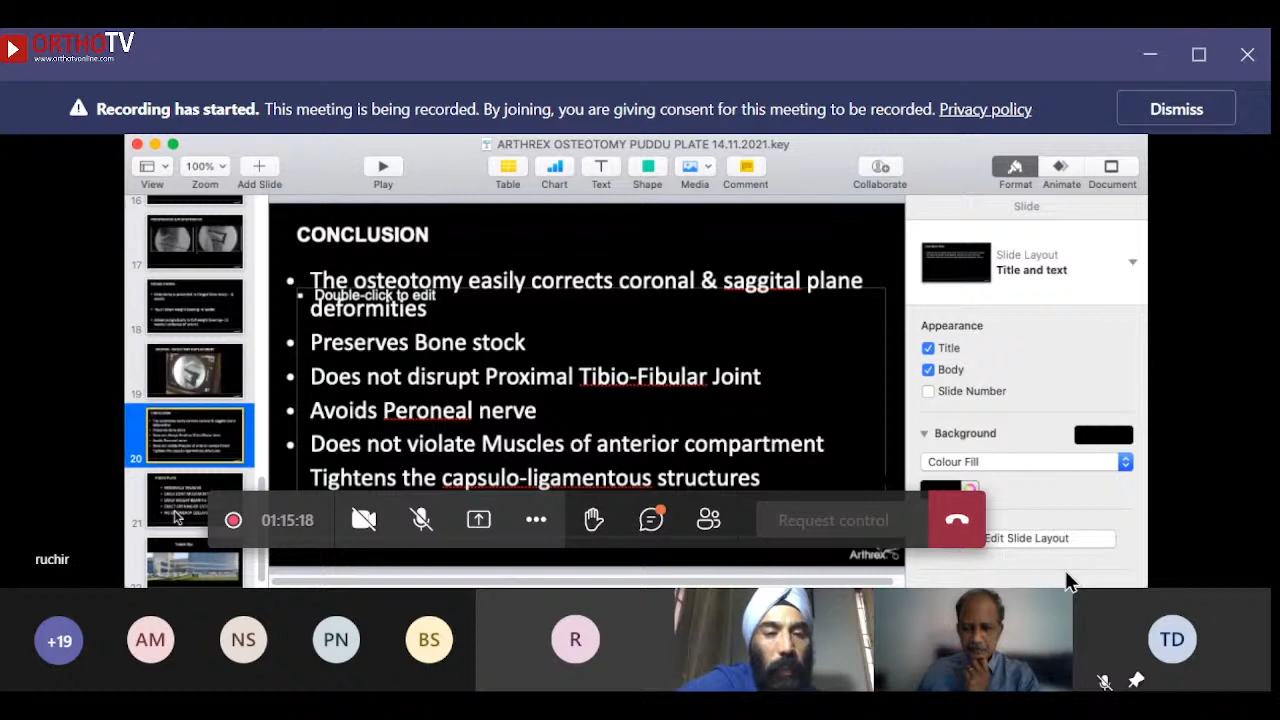 ORTHOTV
www.orthotvonline.com
Recording has started. This meeting is being recorded. By joining, you are giving consent for this meeting to be recorded. Privacy policy
Dismiss
ARTHREX OSTEOTOMY PUDDU PLATE 14.11.2021.key
100%
View
Zoom
Add Slide
Play
Table
Chart
Text
Shape
Media
Comment
Collaborate
Format
Animate
Document
16
17
18
19
20
21
CONCLUSION
• The osteotomy easily corrects coronal & saggital plane
Double-click to edit
deformities
• Preserves Bone stock
• Does not disrupt Proximal Tibio-Fibular Joint
• Avoids Peroneal nerve
• Does not violate Muscles of anterior compartment
Tightens the capsulo-ligamentous structures
Arthrex
Slide
Slide Layout
Title and text
Appearance
Title
Body
Slide Number
Background
Colour Fill
Edit Slide Layout
01:15:18
Request control
ruchir
+19
AM
NS
PN
BS
R
TD